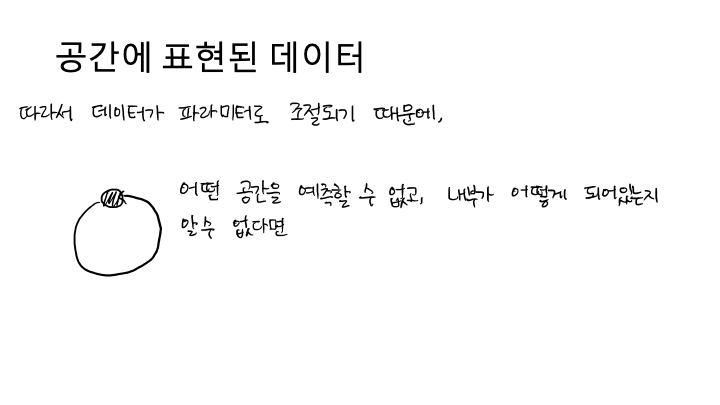 공간에 표현된 데이터
따라서 데이터가 파라미터로 조절되기 때문에,
어떤 공간을 예측할 수 없고, 내부가 어떻게 되어있는지
알 수 없다면